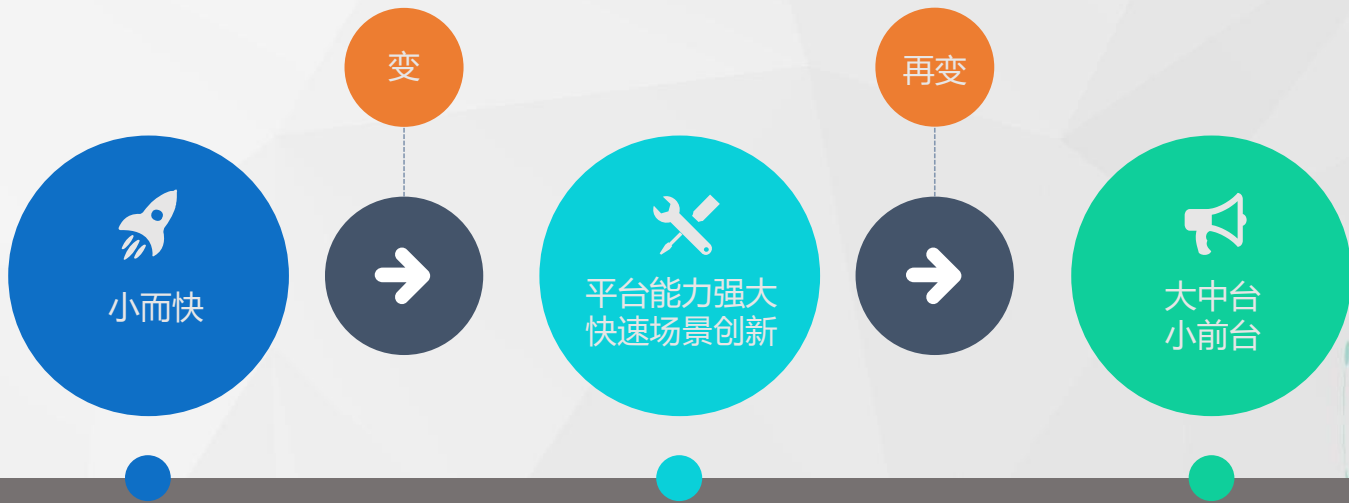 变
再变
小而快
平台能力强大
快速场景创新
大中台
小前台